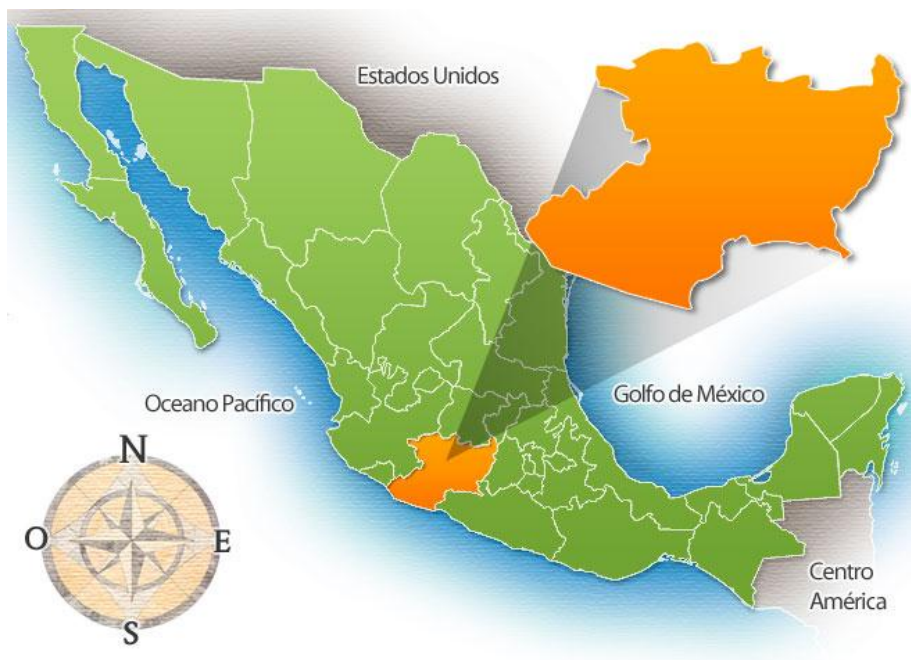 Estados Unidos
Oceano Pacífico
Golfo de México
N
O
E
S
Centro
América